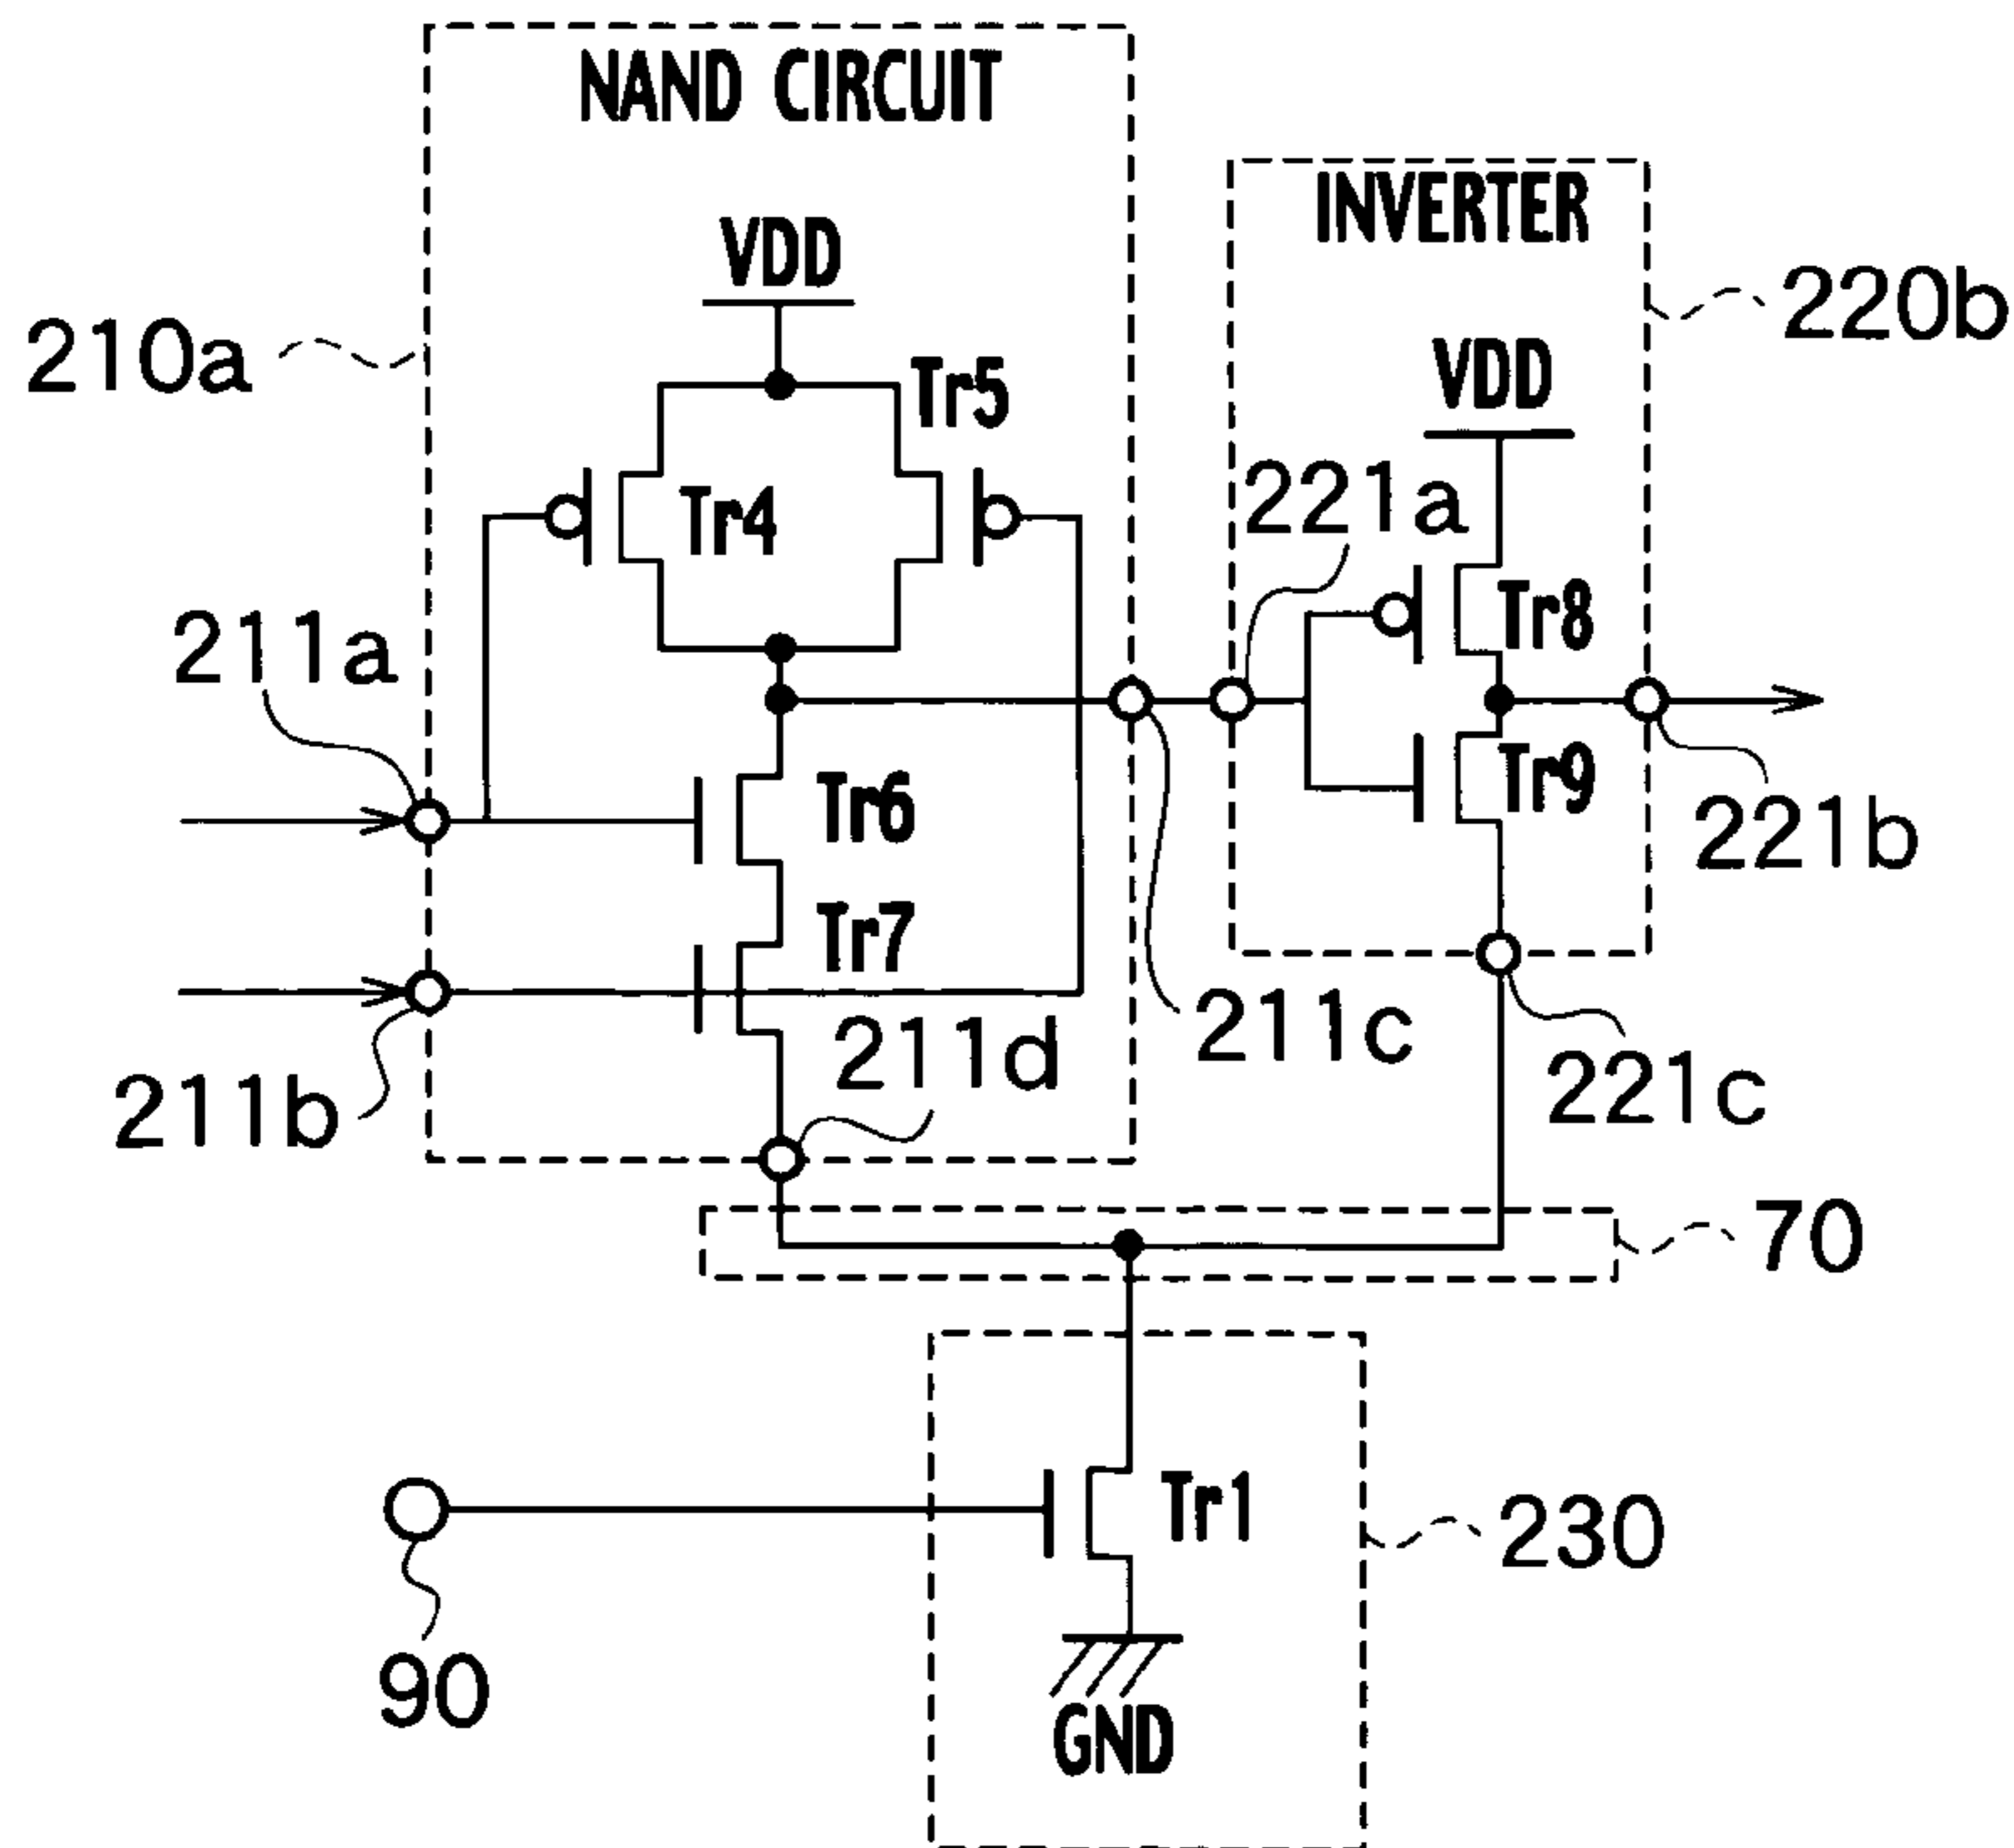 NAND CIRCUIT
INVERTER
VDD
220b
210a
VDD
Tr5
221a
Tr4
Tr8
211a
Tr6
Tr9
221b
Tr7
211c
211d
221c
211b
70
Tr1
230
90
GND